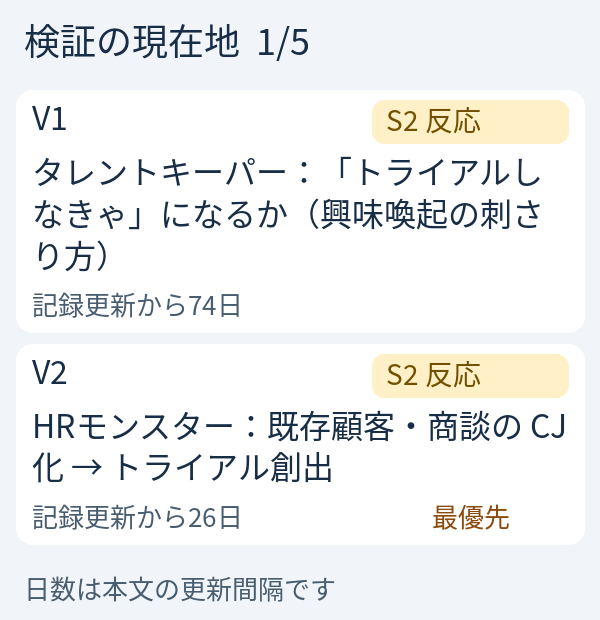 検証の現在地 1/5
V1
S2 反応
タレントキーパー：「トライアルし
なきゃ」になるか（興味喚起の刺さ
り方）
記録更新から74日
V2
S2 反応
HRモンスター：既存顧客・商談の CJ
化 → トライアル創出
記録更新から26日
最優先
日数は本文の更新間隔です